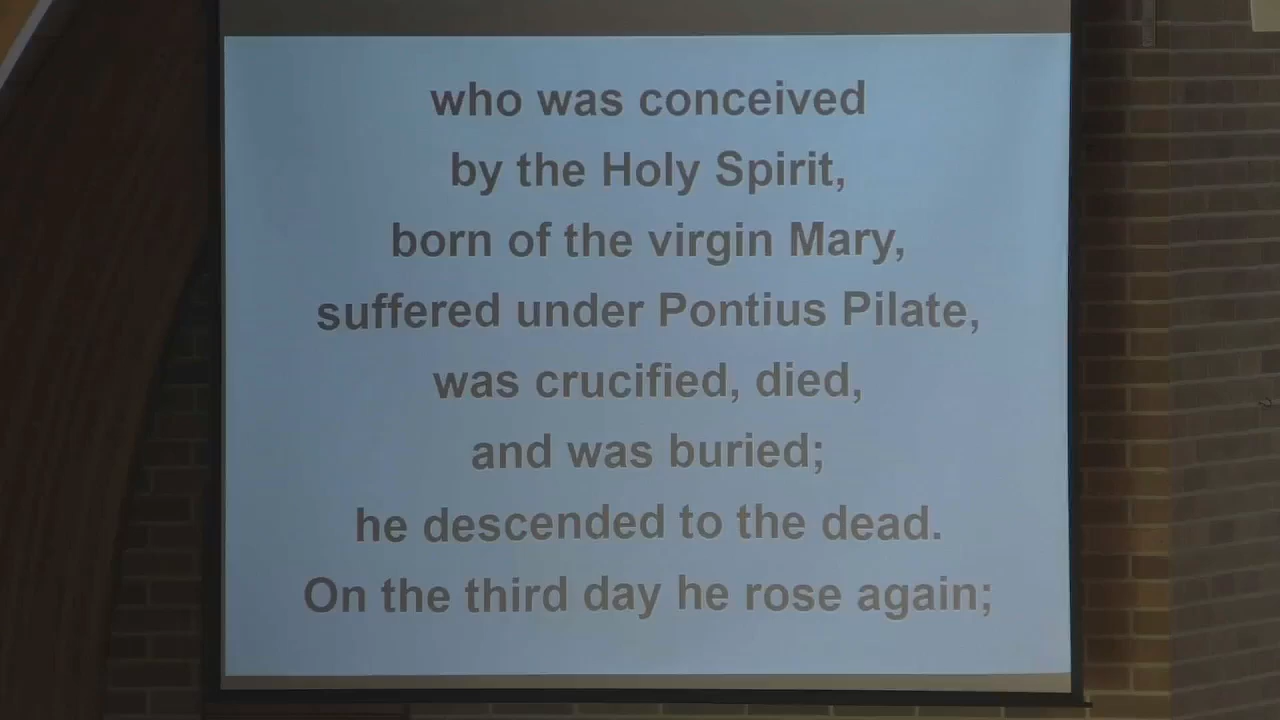 who was conceived
by the Holy Spirit,
born of the virgin Mary,
suffered under Pontius Pilate,
was crucified, died,
and was buried;
he descended to the dead.
On the third day he rose again;